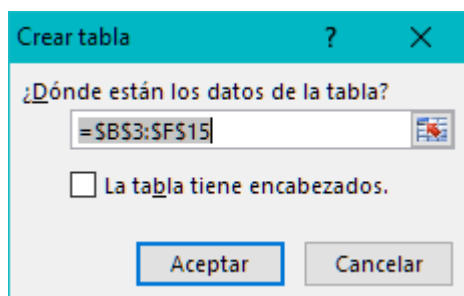 Crear tabla ?
¿Dónde están los datos de la tabla?
=$B$3:$F$15
La tabla tiene encabezados.
Aceptar Cancelar